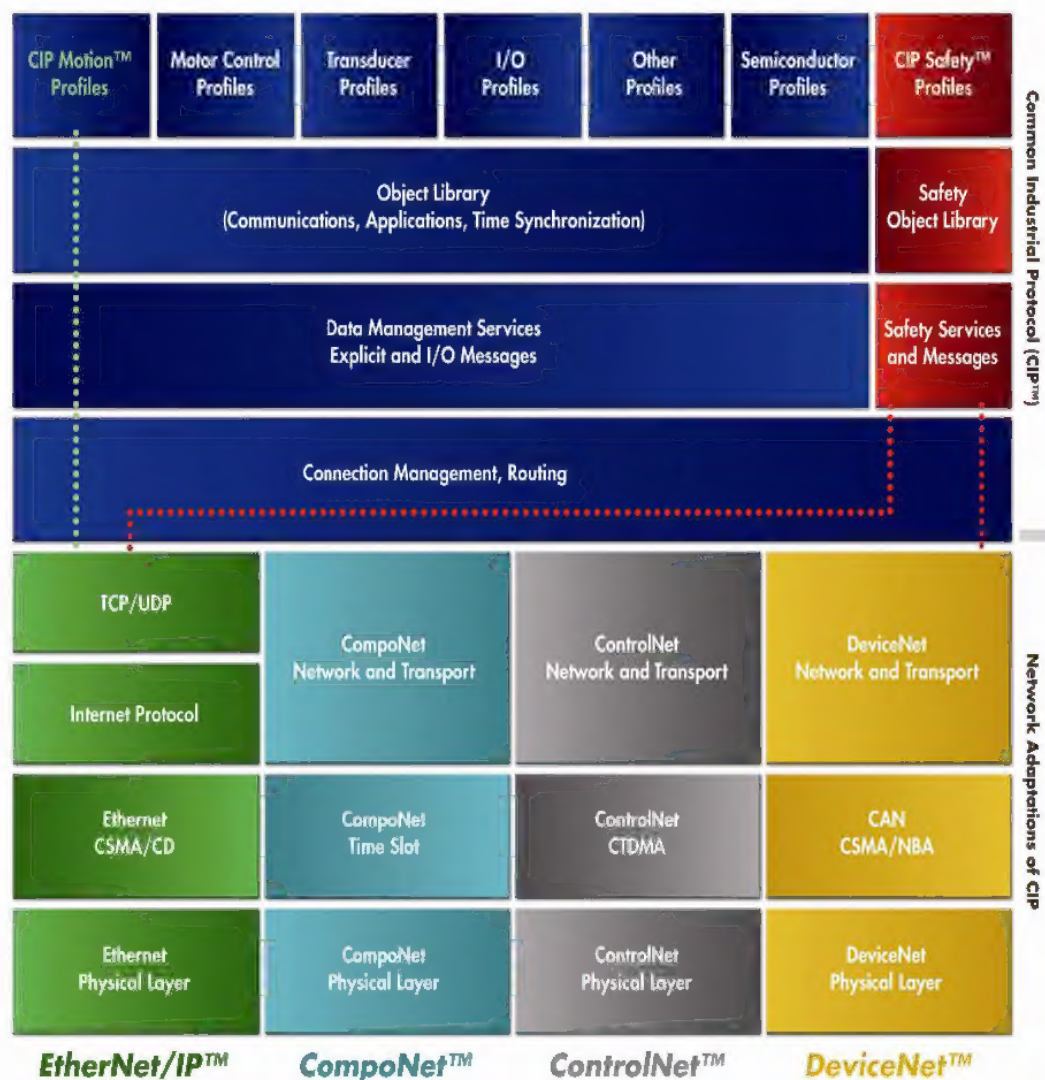 CIP Motion™
Profiles
Motor Control
Profiles
Transducer
Profiles
I/O
Profiles
Other
Profiles
Semiconductor
Profiles
CIP Safety™
Profiles
Object Library
(Communications, Applications, Time Synchronization)
Safety
Object Library
Data Management Services
Explicit and I/O Messages
Safety Services
and Messages
Connection Management, Routing
Common Industrial Protocol (CIP™)
TCP/UDP
Internet Protocol
CompoNet
Network and Transport
ControlNet
Network and Transport
DeviceNet
Network and Transport
Ethernet
CSMA/CD
CompoNet
Time Slot
ControlNet
CTDMA
CAN
CSMA/NBA
Ethernet
Physical Layer
CompoNet
Physical Layer
ControlNet
Physical Layer
DeviceNet
Physical Layer
Network Adaptations of CIP
EtherNet/IP™
CompoNet™
ControlNet™
DeviceNet™